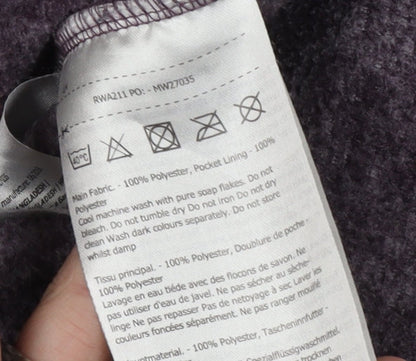 RWA211 PO: - MW27035
40°C
Main Fabric. - 100% Polyester, Pocket Lining - 100%
Polyester
Cool machine wash with pure soap flakes. Do not
bleach. Do not tumble dry Do not iron Do not dry
clean Wash dark colours separately. Do not store
whilst damp
Tissu principal. - 100% Polyester, Doublure de poche -
100% Polyester
Lavage en eau tiède avec des flocons de savon. Ne
pas utiliser d'eau de javel. Ne pas sécher au sèche-
linge Ne pas repasser Pas de nettoyage à sec Laver les
couleurs foncées séparément. Ne pas ranger mouillé
100% Polyester, Tascheninnfutter -